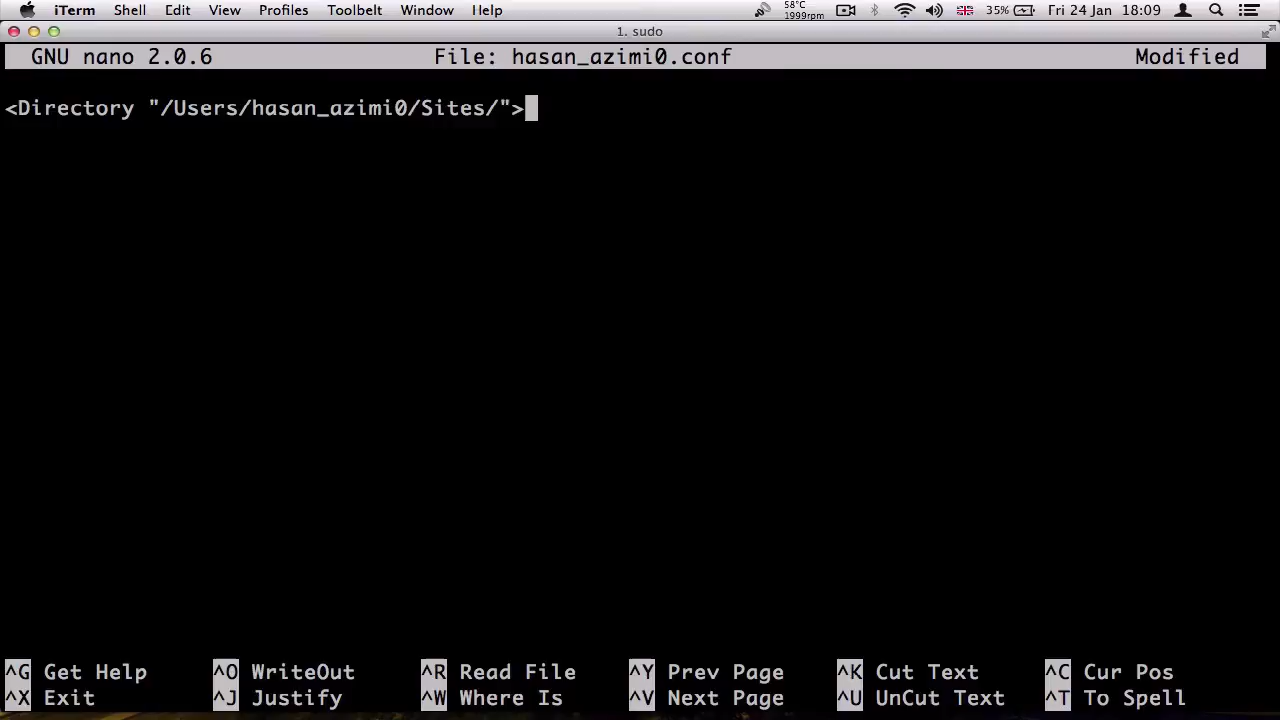 iTerm Shell Edit View Profiles Toolbelt Window Help 58°C 1999rpm 35% Fri 24 Jan 18:09
1. sudo
GNU nano 2.0.6 File: hasan_azimi0.conf Modified
<Directory "/Users/hasan_azimi0/Sites/">
^G Get Help ^O WriteOut ^R Read File ^Y Prev Page ^K Cut Text ^C Cur Pos
^X Exit ^J Justify ^W Where Is ^V Next Page ^U UnCut Text ^T To Spell